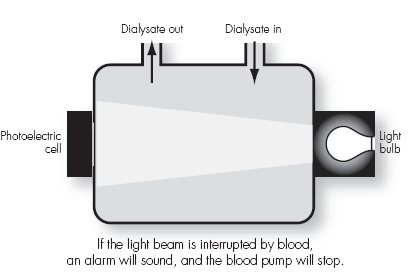 Dialysate out
Dialysate in
Photoelectric
cell
Light
bulb
If the light beam is interrupted by blood,
an alarm will sound, and the blood pump will stop.